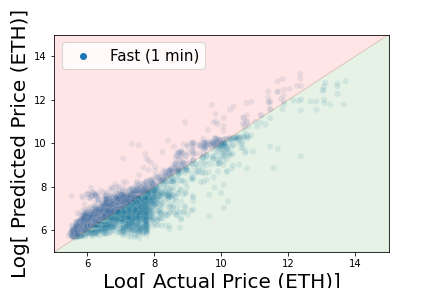 Log[ Predicted Price (ETH)]
14
12
10
8
6
Fast (1 min)
6 8 10 12 14
Log[ Actual Price (ETH)]